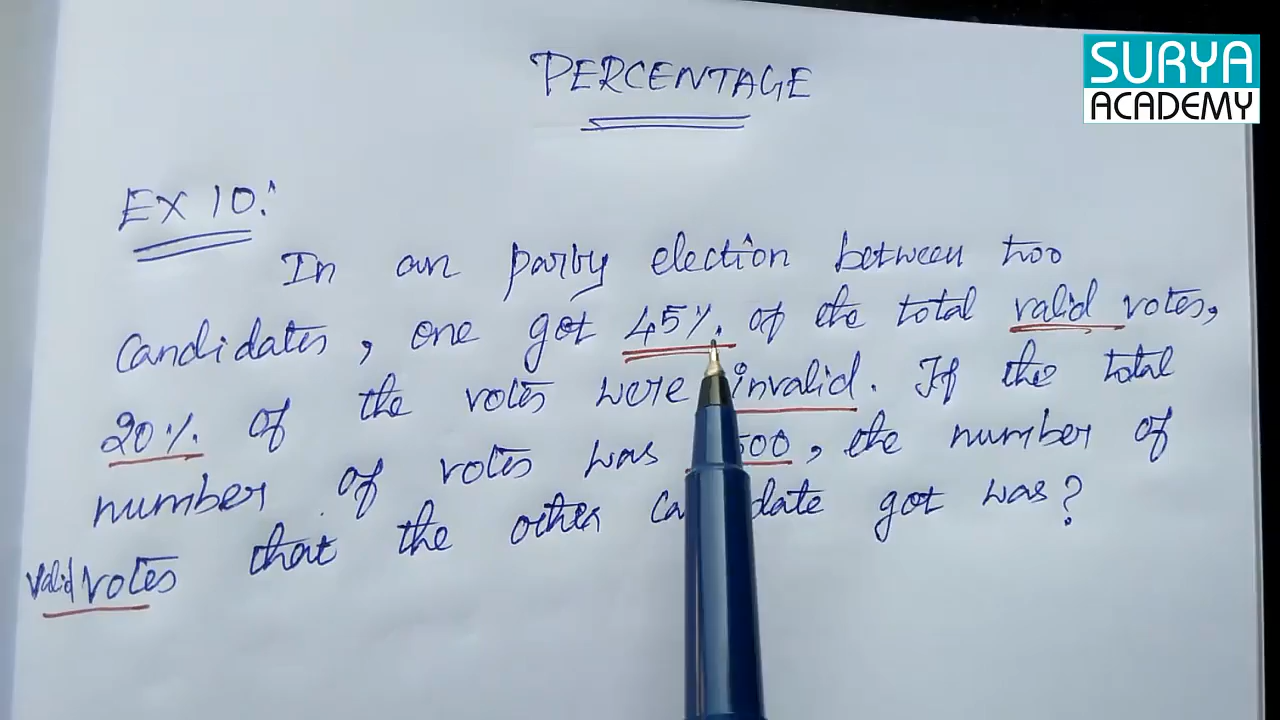 SURYA
ACADEMY
PERCENTAGE
EX 10:
In an party election between two
candidates, one got 45% of the total valid votes,
20% of the votes were invalid. If the total
number of votes was 500, the number of
valid votes that the other got was?